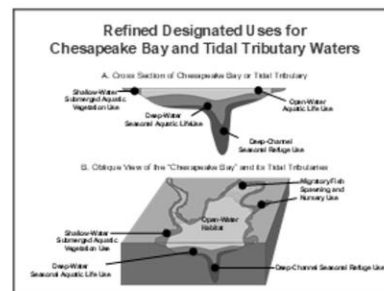 Refined Designated Uses for
Chesapeake Bay and Tidal Tributary Waters
A. Cross Section of Chesapeake Bay or Tidal Tributary
Shallow-Water
Submerged Aquatic
Vegetation Use
Open-Water
Aquatic Life Use
Deep-Water
Seasonal Aquatic Life Use
Deep-Channel
Seasonal Refuge Use
B. Oblique View of the "Chesapeake Bay" and its Tidal Tributaries
Migratory Fish
Spawning and
Nursery Use
Open-Water
Habitat
Shallow-Water
Submerged Aquatic
Vegetation Use
Deep-Water
Seasonal Aquatic Life Use
Deep-Channel Seasonal Refuge Use